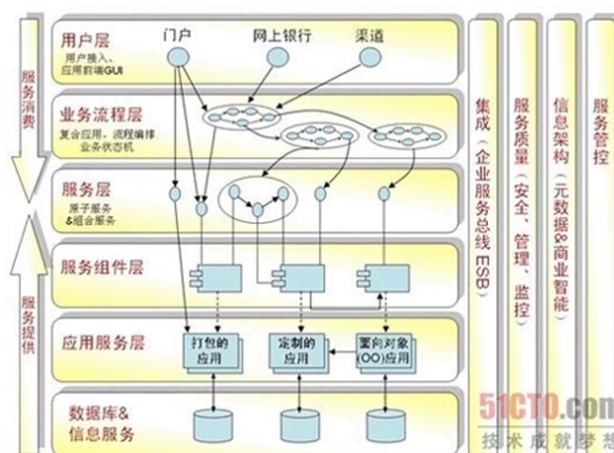 用户层
用户接入、
应用前端GUI
门户
网上银行
渠道
业务流程层
复合应用、流程编排
业务状态机
服务层
原子服务
&组合服务
服务组件层
应用服务层
打包的
应用
定制的
应用
面向对象
(OO)应用
数据库&
信息服务
服务消费
服务提供
集成（企业服务总线 ESB）
服务质量（安全、管理、监控）
信息架构（元数据&商业智能）
服务管控
51CTO.com
技术成就梦想